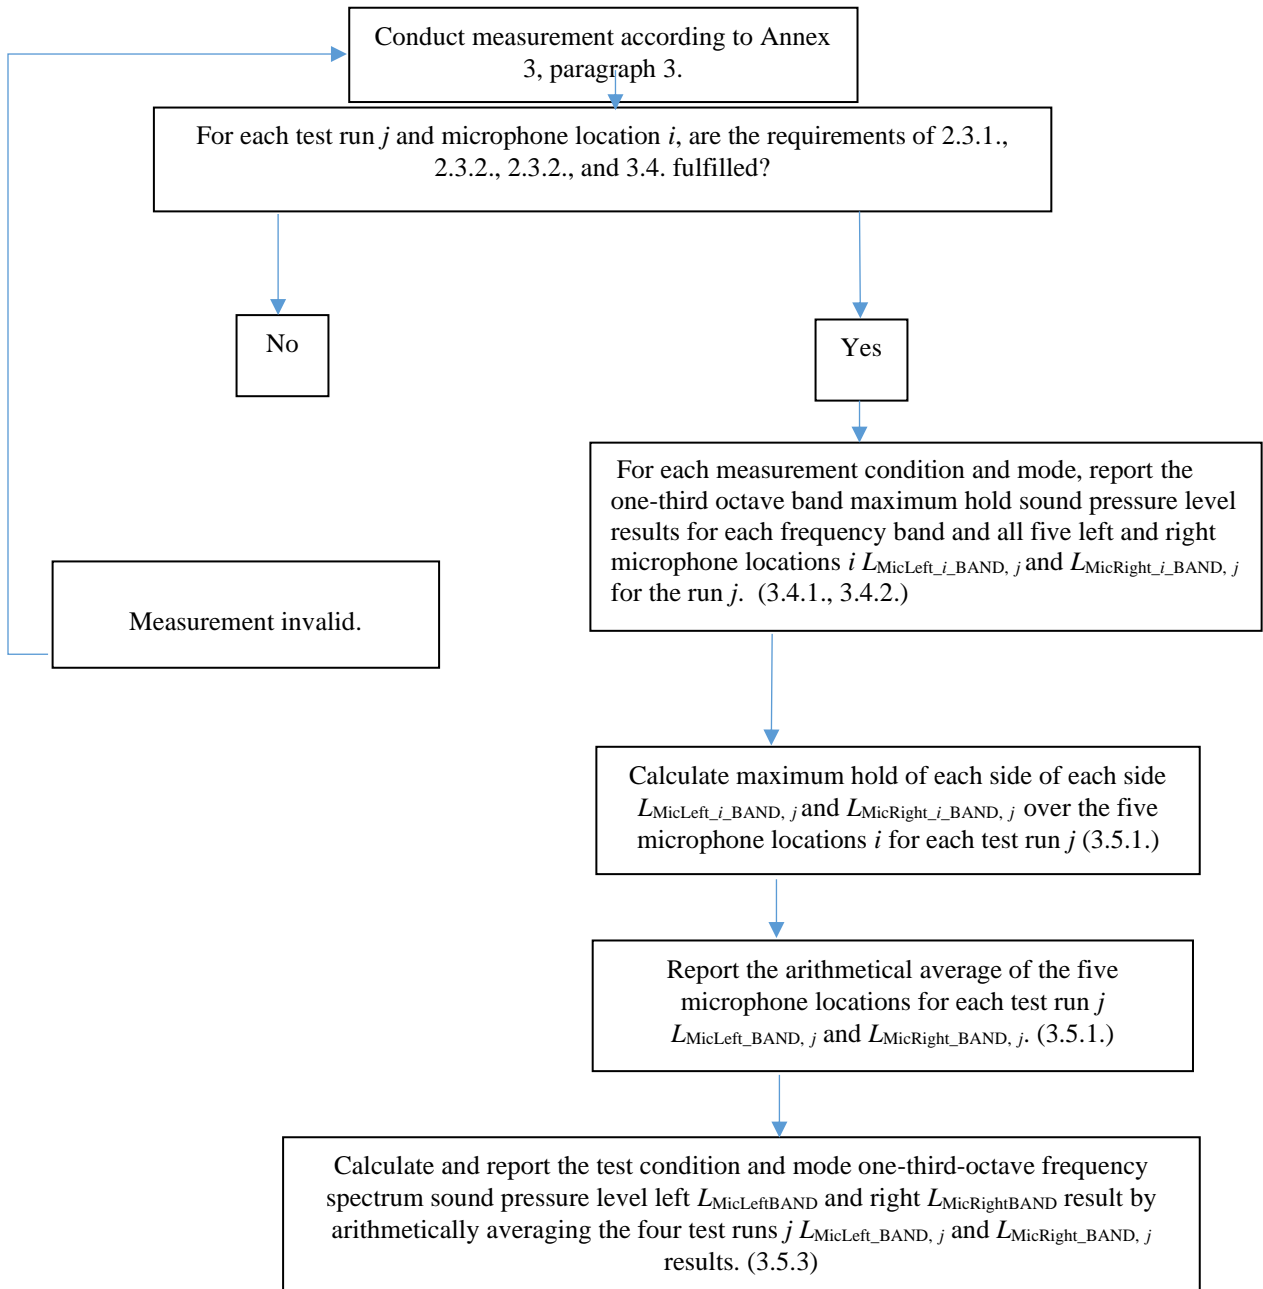 Conduct measurement according to Annex
3, paragraph 3.
For each test run j and microphone location i, are the requirements of 2.3.1.,
2.3.2., 2.3.2., and 3.4. fulfilled?
No
Yes
For each measurement condition and mode, report the
one-third octave band maximum hold sound pressure level
results for each frequency band and all five left and right
microphone locations i LMicLeft_i_BAND, j and LMicRight_i_BAND, j
for the run j. (3.4.1., 3.4.2.)
Measurement invalid.
Calculate maximum hold of each side of each side
LMicLeft_i_BAND, j and LMicRight_i_BAND, j over the five
microphone locations i for each test run j (3.5.1.)
Report the arithmetical average of the five
microphone locations for each test run j
LMicLeft_BAND, j and LMicRight_BAND, j. (3.5.1.)
Calculate and report the test condition and mode one-third-octave frequency
spectrum sound pressure level left LMicLeftBAND and right LMicRightBAND result by
arithmetically averaging the four test runs j LMicLeft_BAND, j and LMicRight_BAND, j
results. (3.5.3)